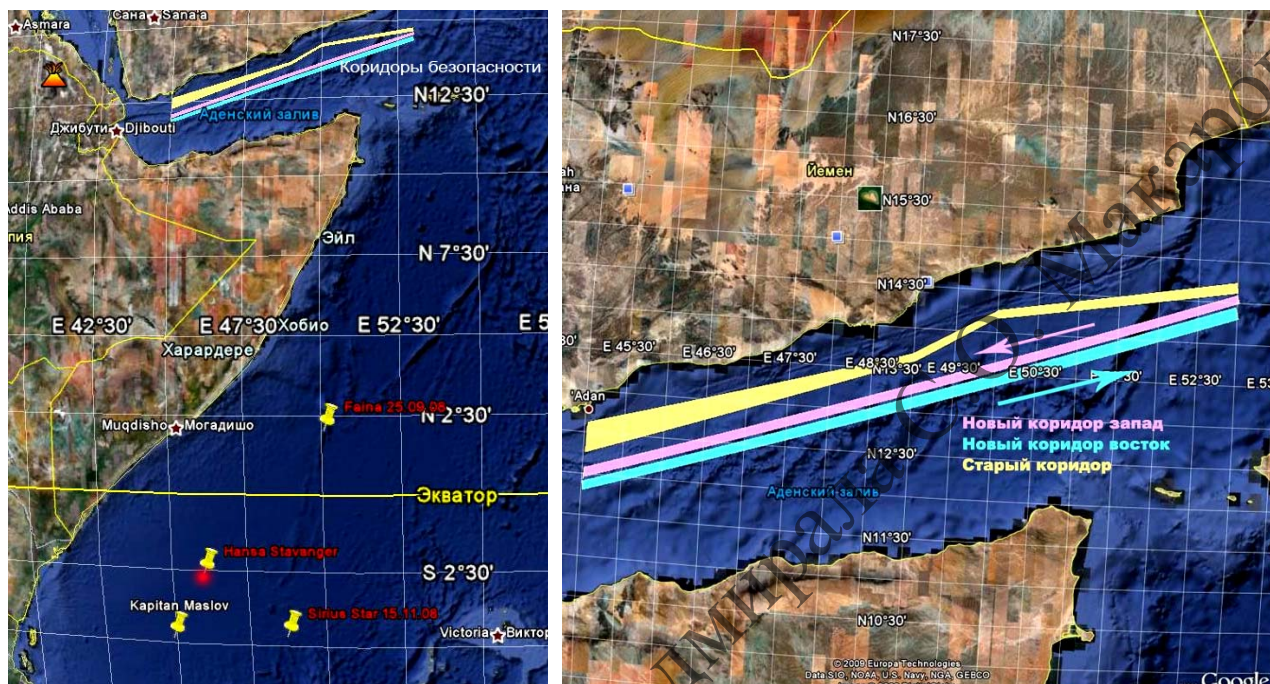 Сана Sana'a
Asmara
Коридоры безопасности
N12°30'
Аденский залив
Джибути Djibouti
Addis Ababa
Эйл
N 7°30'
E 42°30' E 47°30' Хобио E 52°30' E 5
Харардере
Faina 25.09.08
N 2°30'
Muqdisho Могадишо
Экватор
Hansa Stavanger
S 2°30'
Kapitan Maslov
Sirius Star 15.11.08
Victoria Виктор
N17°30'
N16°30'
Йемен
N15°30'
N14°30'
E 45°30' E 46°30' E 47°30' E 48°30'
N13°30' E 49°30' E 50°30' E 52°30' E 53
'Adan
Новый коридор запад
Новый коридор восток
Старый коридор
N12°30'
Аденский залив
N11°30'
N10°30'
© 2009 Europa Technologies
Data SIO, NOAA, U.S. Navy, NGA, GEBCO
Google
адмирала С.О. Макаров